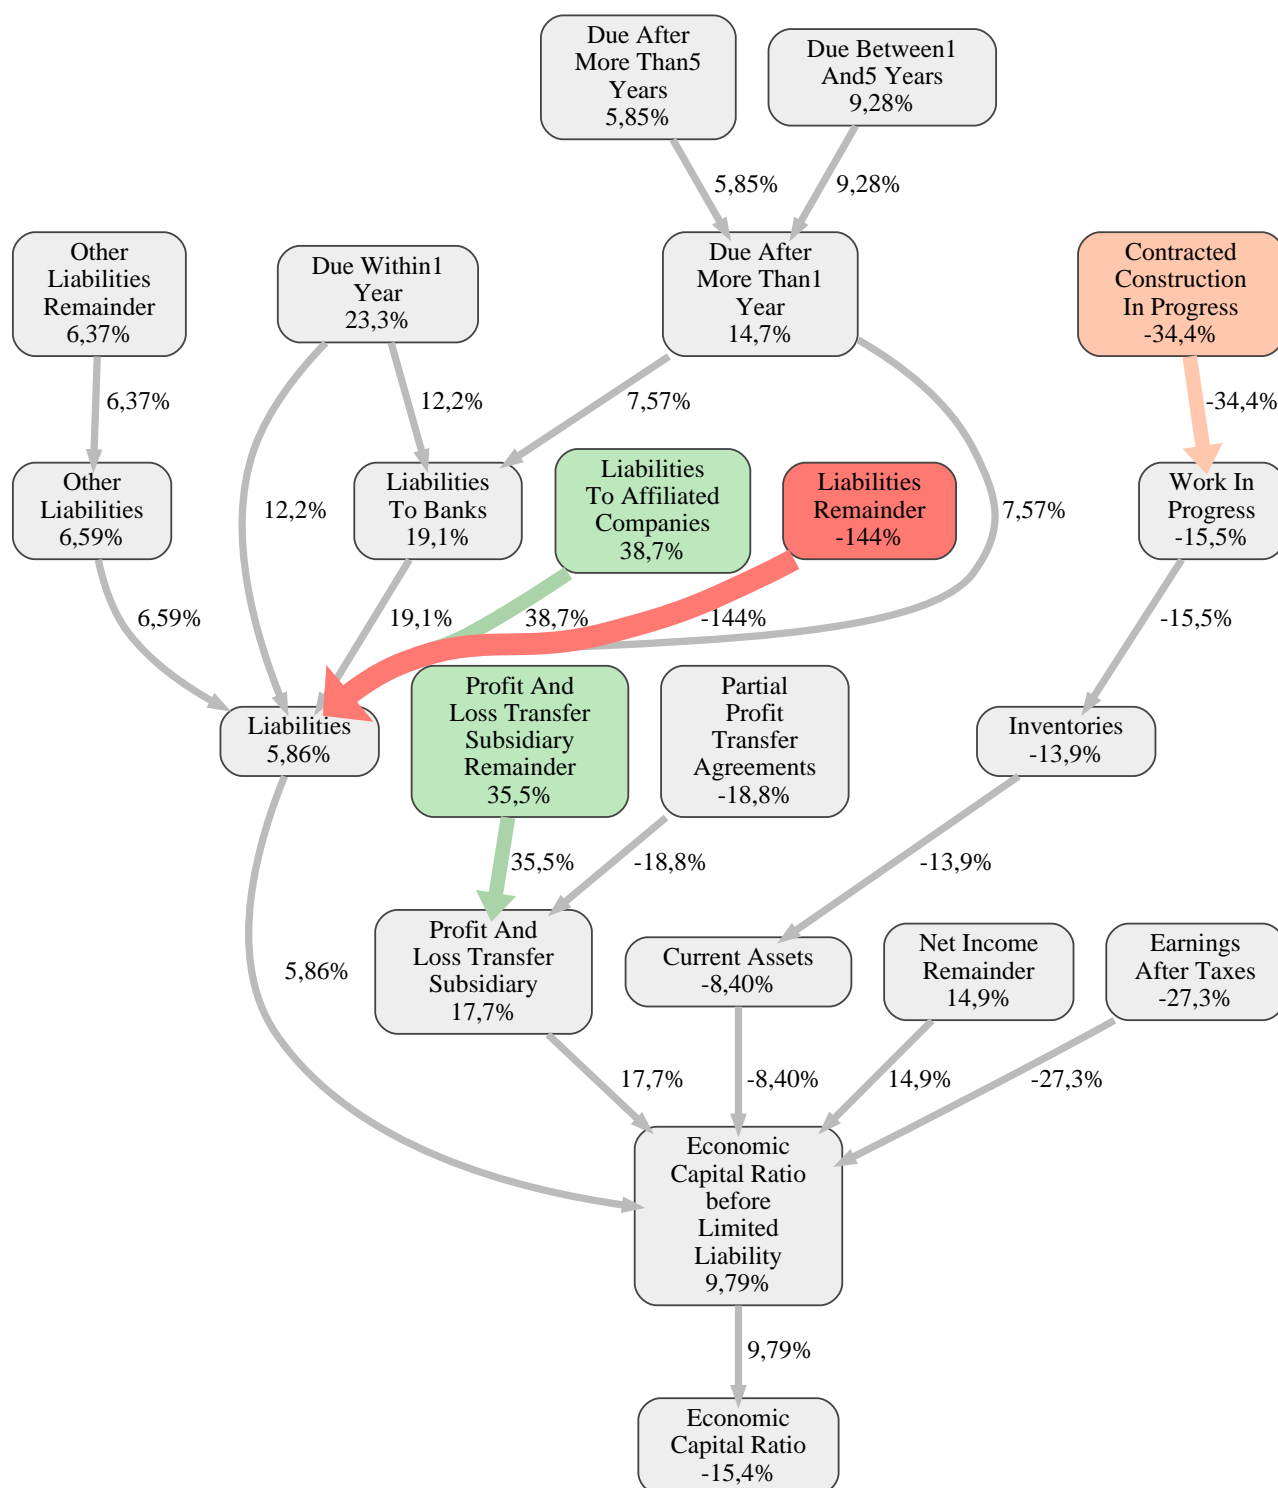 Due After
More Than5
Years
5,85%
Due Between1
And5 Years
9,28%
5,85%
9,28%
Other
Liabilities
Remainder
6,37%
Due Within1
Year
23,3%
Due After
More Than1
Year
14,7%
Contracted
Construction
In Progress
-34,4%
6,37%
12,2%
7,57%
-34,4%
Other
Liabilities
6,59%
12,2%
Liabilities
To Banks
19,1%
Liabilities
To Affiliated
Companies
38,7%
Liabilities
Remainder
-144%
7,57%
Work In
Progress
-15,5%
6,59%
19,1%
38,7%
-144%
-15,5%
Liabilities
5,86%
Profit And
Loss Transfer
Subsidiary
Remainder
35,5%
Partial
Profit
Transfer
Agreements
-18,8%
Inventories
-13,9%
35,5%
-18,8%
-13,9%
5,86%
Profit And
Loss Transfer
Subsidiary
17,7%
Current Assets
-8,40%
Net Income
Remainder
14,9%
Earnings
After Taxes
-27,3%
17,7%
-8,40%
14,9%
-27,3%
Economic
Capital Ratio
before
Limited
Liability
9,79%
9,79%
Economic
Capital Ratio
-15,4%